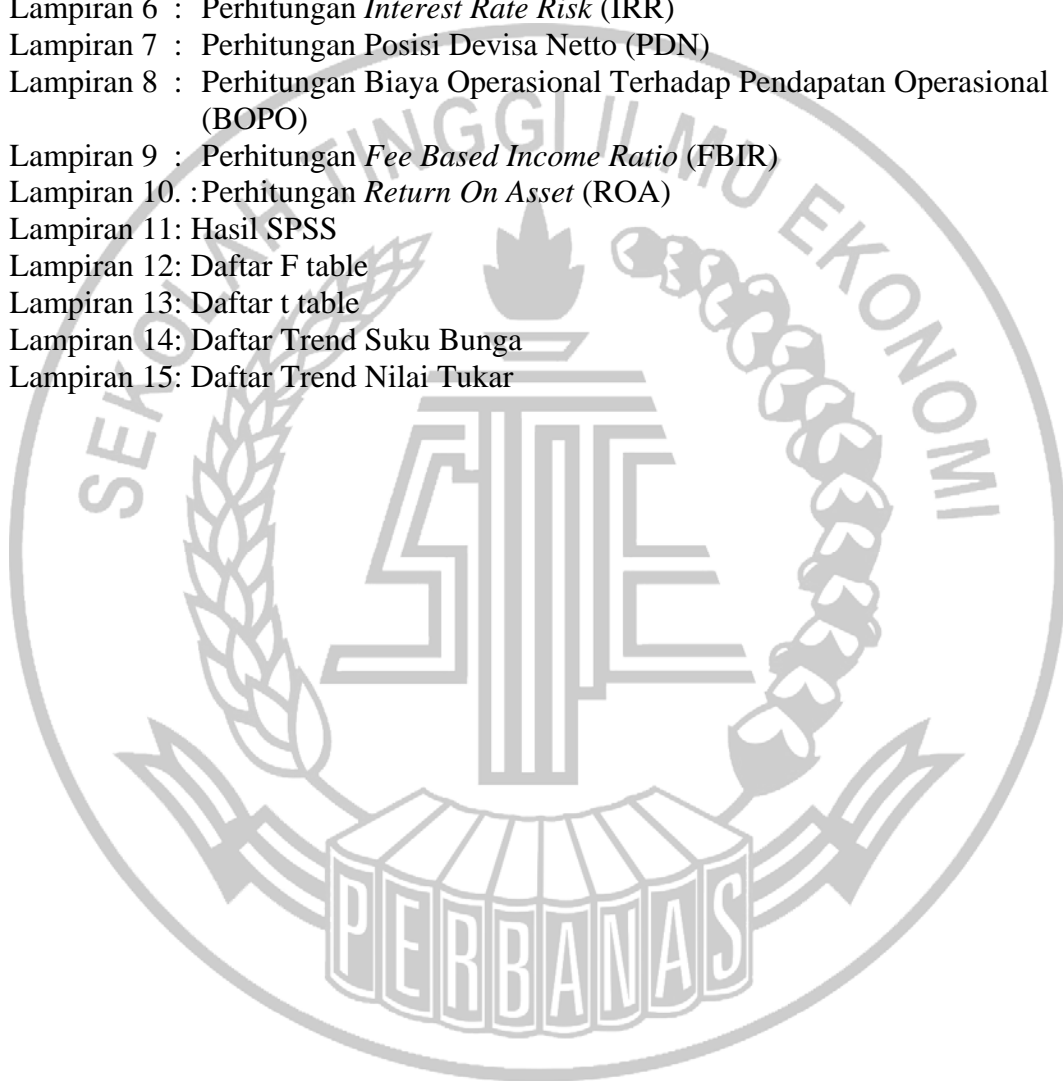 Lampiran 6 : Perhitungan Interest Rate Risk (IRR)
Lampiran 7 : Perhitungan Posisi Devisa Netto (PDN)
Lampiran 8 : Perhitungan Biaya Operasional Terhadap Pendapatan Operasional
(BOPO)
Lampiran 9 : Perhitungan Fee Based Income Ratio (FBIR)
Lampiran 10. : Perhitungan Return On Asset (ROA)
Lampiran 11: Hasil SPSS
Lampiran 12: Daftar F table
Lampiran 13: Daftar t table
Lampiran 14: Daftar Trend Suku Bunga
Lampiran 15: Daftar Trend Nilai Tukar
SEKOLAH TINGGI ILMU EKONOMI
STIE
PERBANAS